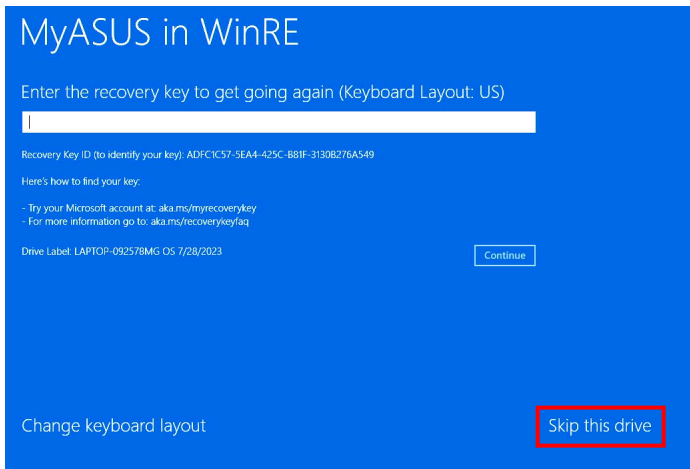 MyASUS in WinRE
Enter the recovery key to get going again (Keyboard Layout: US)
Recovery Key ID (to identify your key): ADFC1C57-5EA4-425C-B81F-3130B276A549
Here's how to find your key:
- Try your Microsoft account at: aka.ms/myrecoverykey
- For more information go to: aka.ms/recoverykeyfaq
Drive Label: LAPTOP-092578MG OS 7/28/2023
Continue
Change keyboard layout
Skip this drive